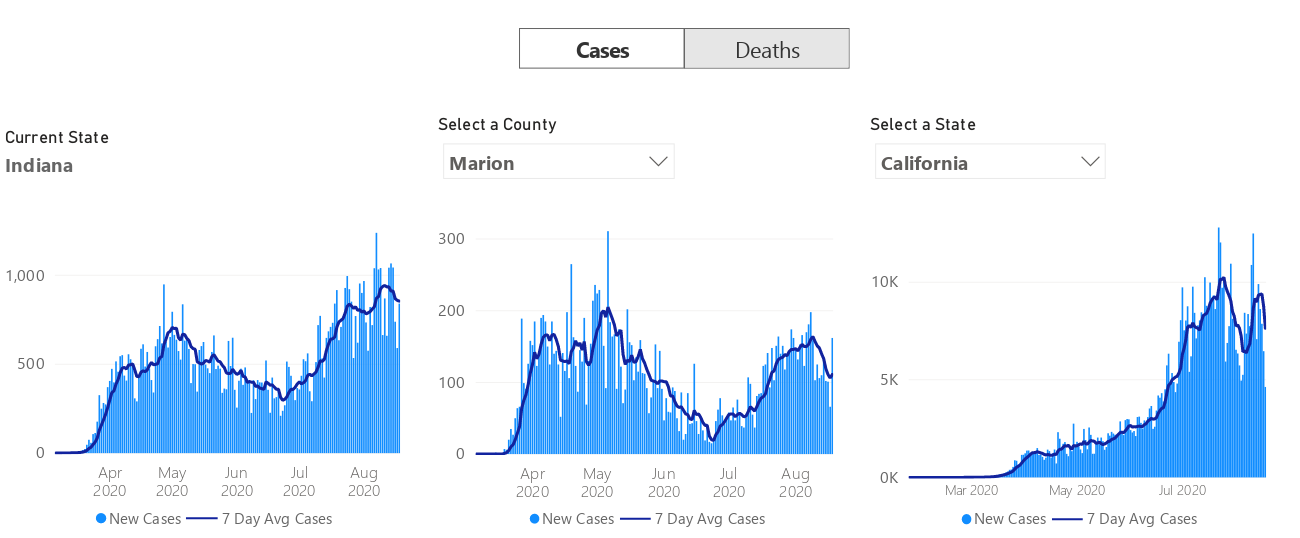 Cases Deaths
Current State
Indiana
Select a County
Marion
Select a State
California
1,000
500
0
Apr 2020
May 2020
Jun 2020
Jul 2020
Aug 2020
New Cases 7 Day Avg Cases
300
200
100
0
Apr 2020
May 2020
Jun 2020
Jul 2020
Aug 2020
New Cases 7 Day Avg Cases
10K
5K
0K
Mar 2020 May 2020 Jul 2020
New Cases 7 Day Avg Cases